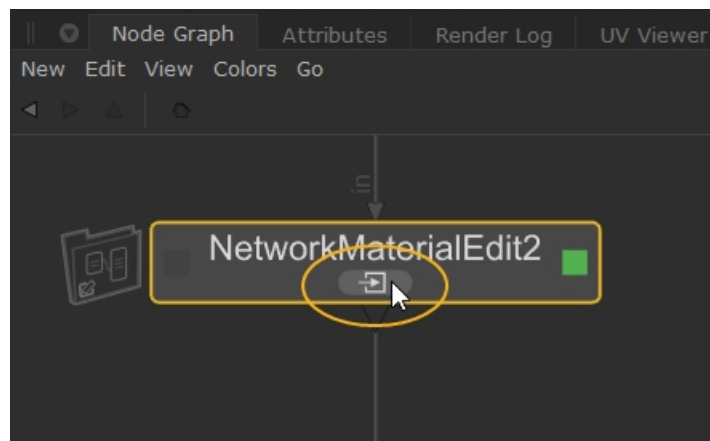 Node Graph Attributes Render Log UV Viewer
New Edit View Colors Go
in
NetworkMaterialEdit2